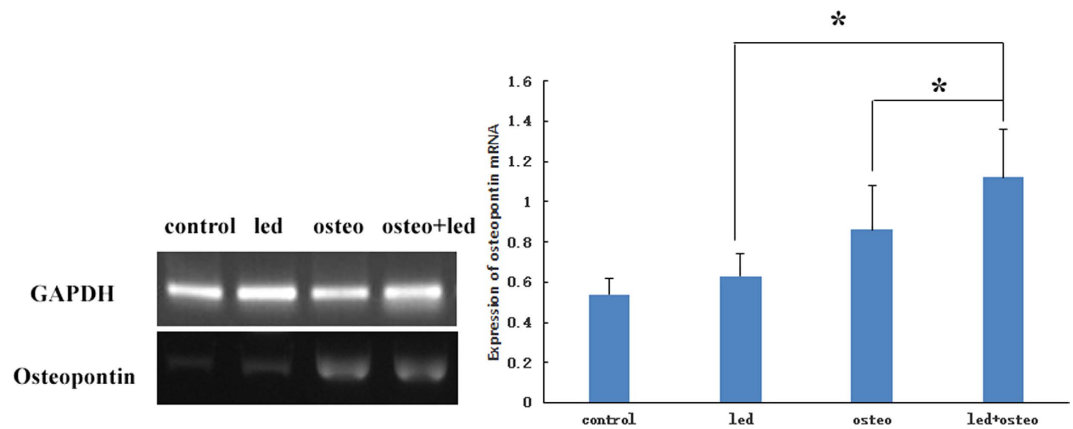 control led osteo osteo+led
GAPDH
Osteopontin
*
*
Expression of osteopontin mRNA
1.6
1.4
1.2
1
0.8
0.6
0.4
0.2
0
control led osteo led+osteo